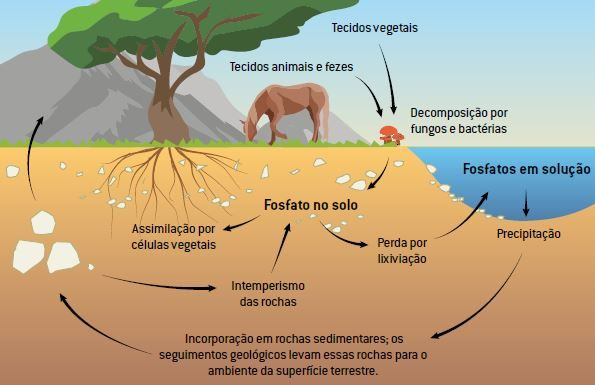 Tecidos vegetais
Tecidos animais e fezes
Decomposição por
fungos e bactérias
Fosfatos em solução
Fosfato no solo
Assimilação por
células vegetais
Perda por
lixiviação
Precipitação
Intemperismo
das rochas
Incorporação em rochas sedimentares; os
seguimentos geológicos levam essas rochas para o
ambiente da superfície terrestre.